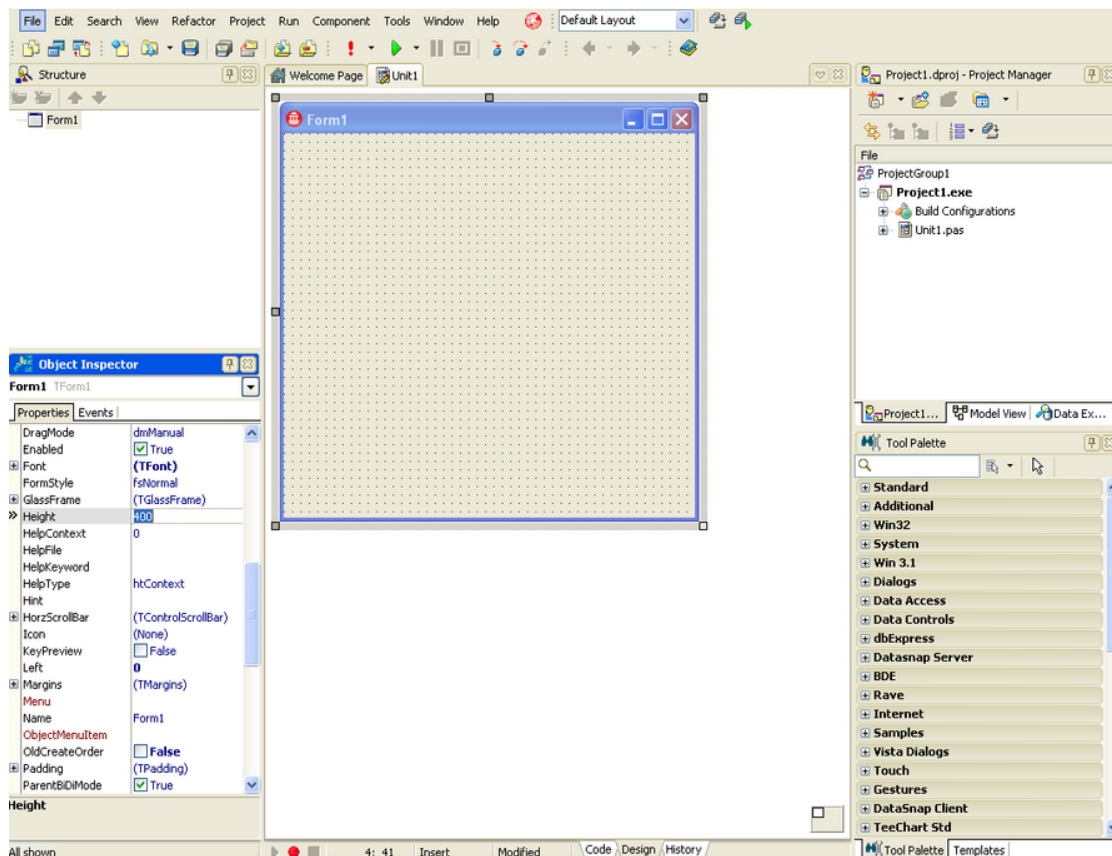 File Edit Search View Refactor Project Run Component Tools Window Help Default Layout
Structure
Form1
Welcome Page Unit1
Form1
Project1.dproj - Project Manager
File
ProjectGroup1
Project1.exe
Build Configurations
Unit1.pas
Project1... Model View Data Ex...
Object Inspector
Form1 TForm1
Properties Events
DragMode dmManual
Enabled True
Font (TFont)
FormStyle fsNormal
GlassFrame (TGlassFrame)
Height 400
HelpContext 0
HelpFile
HelpKeyword
HelpType htContext
Hint
HorzScrollBar (TControlScrollBar)
Icon (None)
KeyPreview False
Left 0
Margins (TMargins)
Menu
Name Form1
ObjectMenuItem
OldCreateOrder False
Padding (TPadding)
ParentBiDiMode True
Height
All shown
Tool Palette
Standard
Additional
Win32
System
Win 3.1
Dialogs
Data Access
Data Controls
dbExpress
Datasnap Server
BDE
Rave
Internet
Samples
Vista Dialogs
Touch
Gestures
DataSnap Client
TeeChart Std
Tool Palette Templates
4: 41 Insert Modified Code Design History